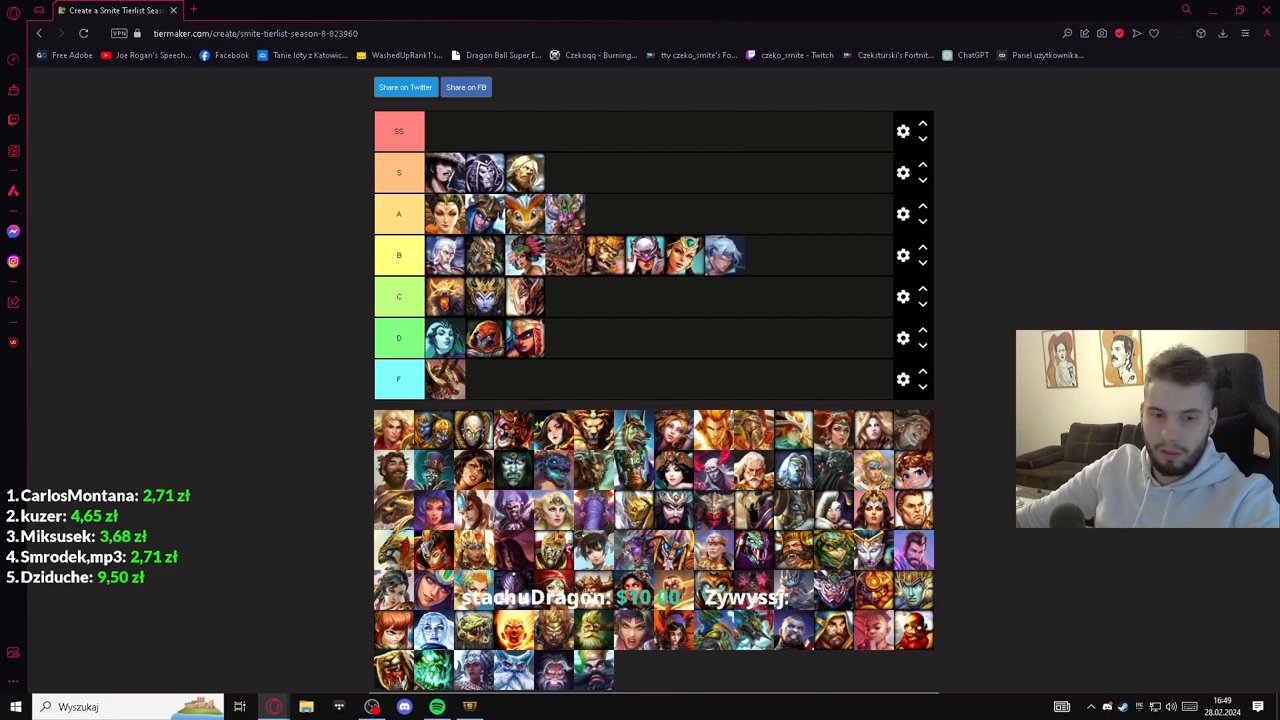 Create a Smite Tierlist Seas
VPN
tiermaker.com/create/smite-tierlist-season-8-823960
Free Adobe
Joe Rogan's Speech...
Facebook
Tanie loty z Katowic...
WashedUpRank1's...
Dragon Ball Super E...
Czekoqq - Burning...
ttv czeko_smite's Fo...
czeko_smite - Twitch
Czeksturski's Fortnit...
ChatGPT
Panel użytkownika...
Share on Twitter
Share on FB
SS
S
A
B
C
D
F
1.CarlosMontana: 2,71 zł
2.kuzer: 4,65 zł
3.Miksusek: 3,68 zł
4.Smrodek,mp3: 2,71 zł
5.Dziduche: 9,50 zł
stachuDragon: $10.00 Zywyssj:
Wyszukaj
16:49
28.02.2024